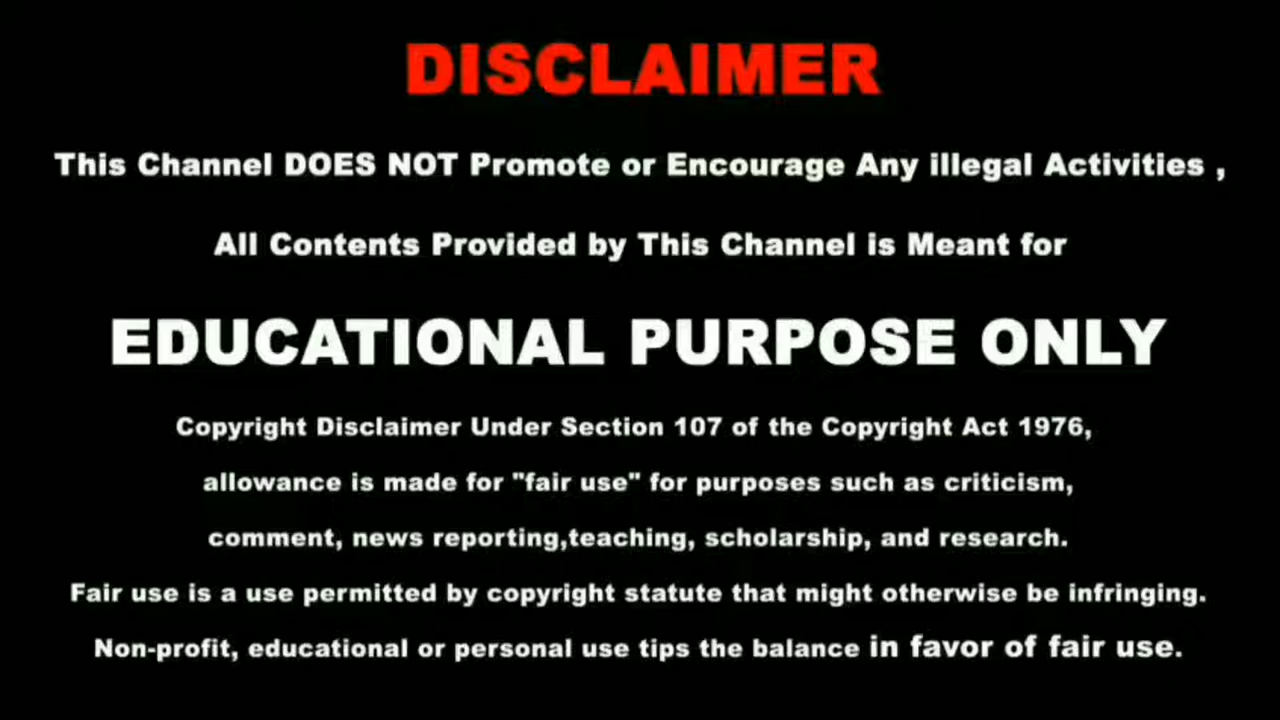 DISCLAIMER
This Channel DOES NOT Promote or Encourage Any illegal Activities ,
All Contents Provided by This Channel is Meant for
EDUCATIONAL PURPOSE ONLY
Copyright Disclaimer Under Section 107 of the Copyright Act 1976,
allowance is made for "fair use" for purposes such as criticism,
comment, news reporting,teaching, scholarship, and research.
Fair use is a use permitted by copyright statute that might otherwise be infringing.
Non-profit, educational or personal use tips the balance in favor of fair use.